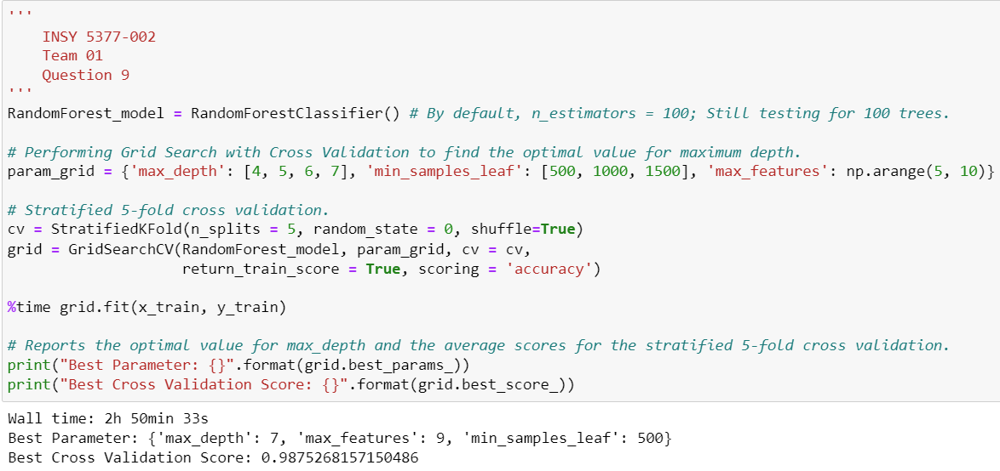 '''
    INSY 5377-002
    Team 01
    Question 9
'''
RandomForest_model = RandomForestClassifier() # By default, n_estimators = 100; Still testing for 100 trees.

# Performing Grid Search with Cross Validation to find the optimal value for maximum depth.
param_grid = {'max_depth': [4, 5, 6, 7], 'min_samples_leaf': [500, 1000, 1500], 'max_features': np.arange(5, 10)}

# Stratified 5-fold cross validation.
cv = StratifiedKFold(n_splits = 5, random_state = 0, shuffle=True)
grid = GridSearchCV(RandomForest_model, param_grid, cv = cv,
                    return_train_score = True, scoring = 'accuracy')

%time grid.fit(x_train, y_train)

# Reports the optimal value for max_depth and the average scores for the stratified 5-fold cross validation.
print("Best Parameter: {}".format(grid.best_params_))
print("Best Cross Validation Score: {}".format(grid.best_score_))
Wall time: 2h 50min 33s
Best Parameter: {'max_depth': 7, 'max_features': 9, 'min_samples_leaf': 500}
Best Cross Validation Score: 0.9875268157150486